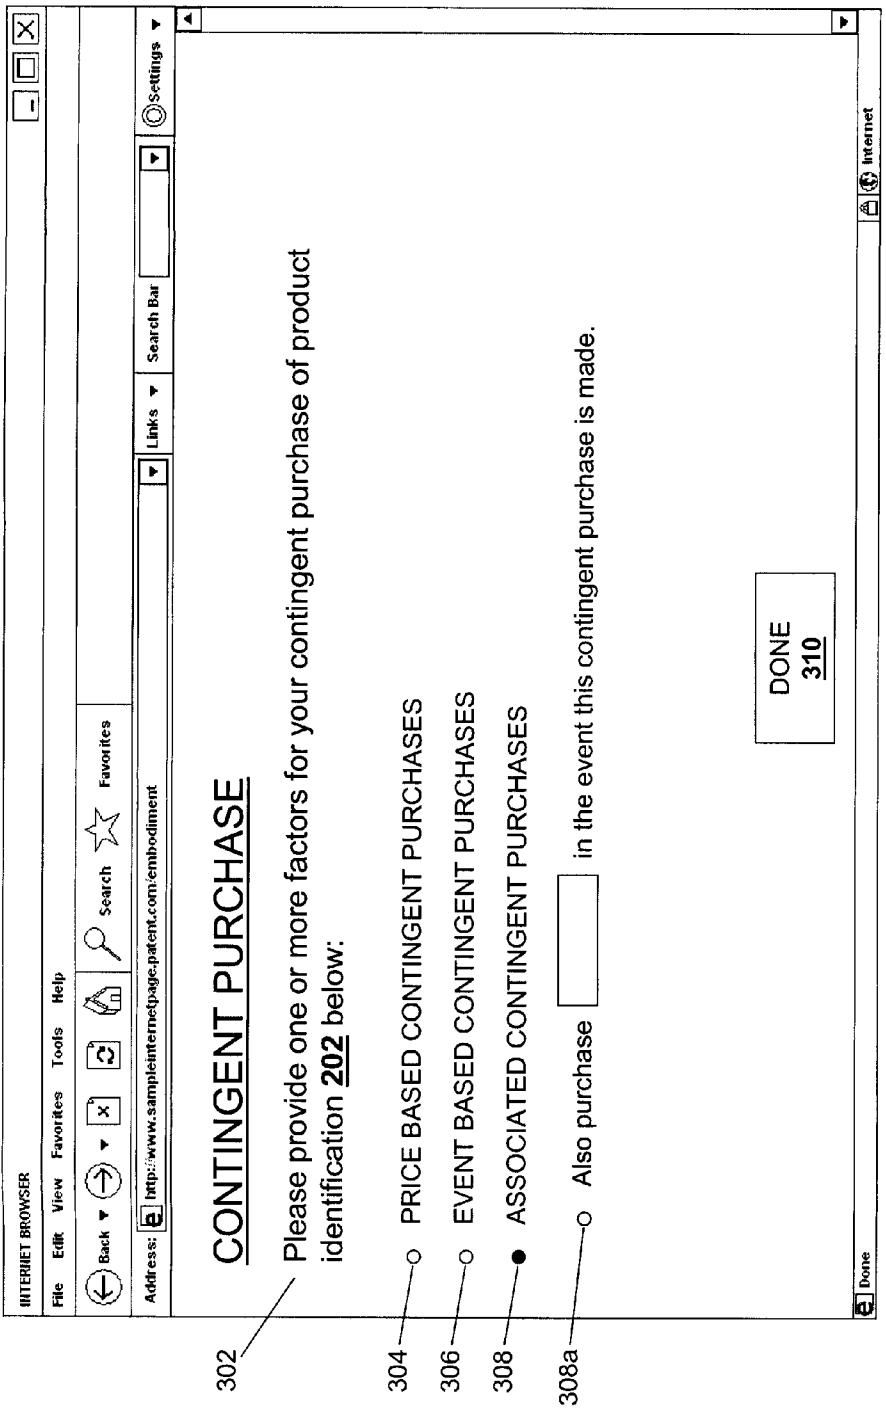 INTERNET BROWSER
File Edit View Favorites Tools Help
Back Search Favorites
Address: http://www.sampleinternetpage.patent.com/embodiment Links Search Bar Settings
CONTINGENT PURCHASE
302 Please provide one or more factors for your contingent purchase of product
identification 202 below:
304 PRICE BASED CONTINGENT PURCHASES
306 EVENT BASED CONTINGENT PURCHASES
308 ASSOCIATED CONTINGENT PURCHASES
308a Also purchase in the event this contingent purchase is made.
DONE
310
Done Internet